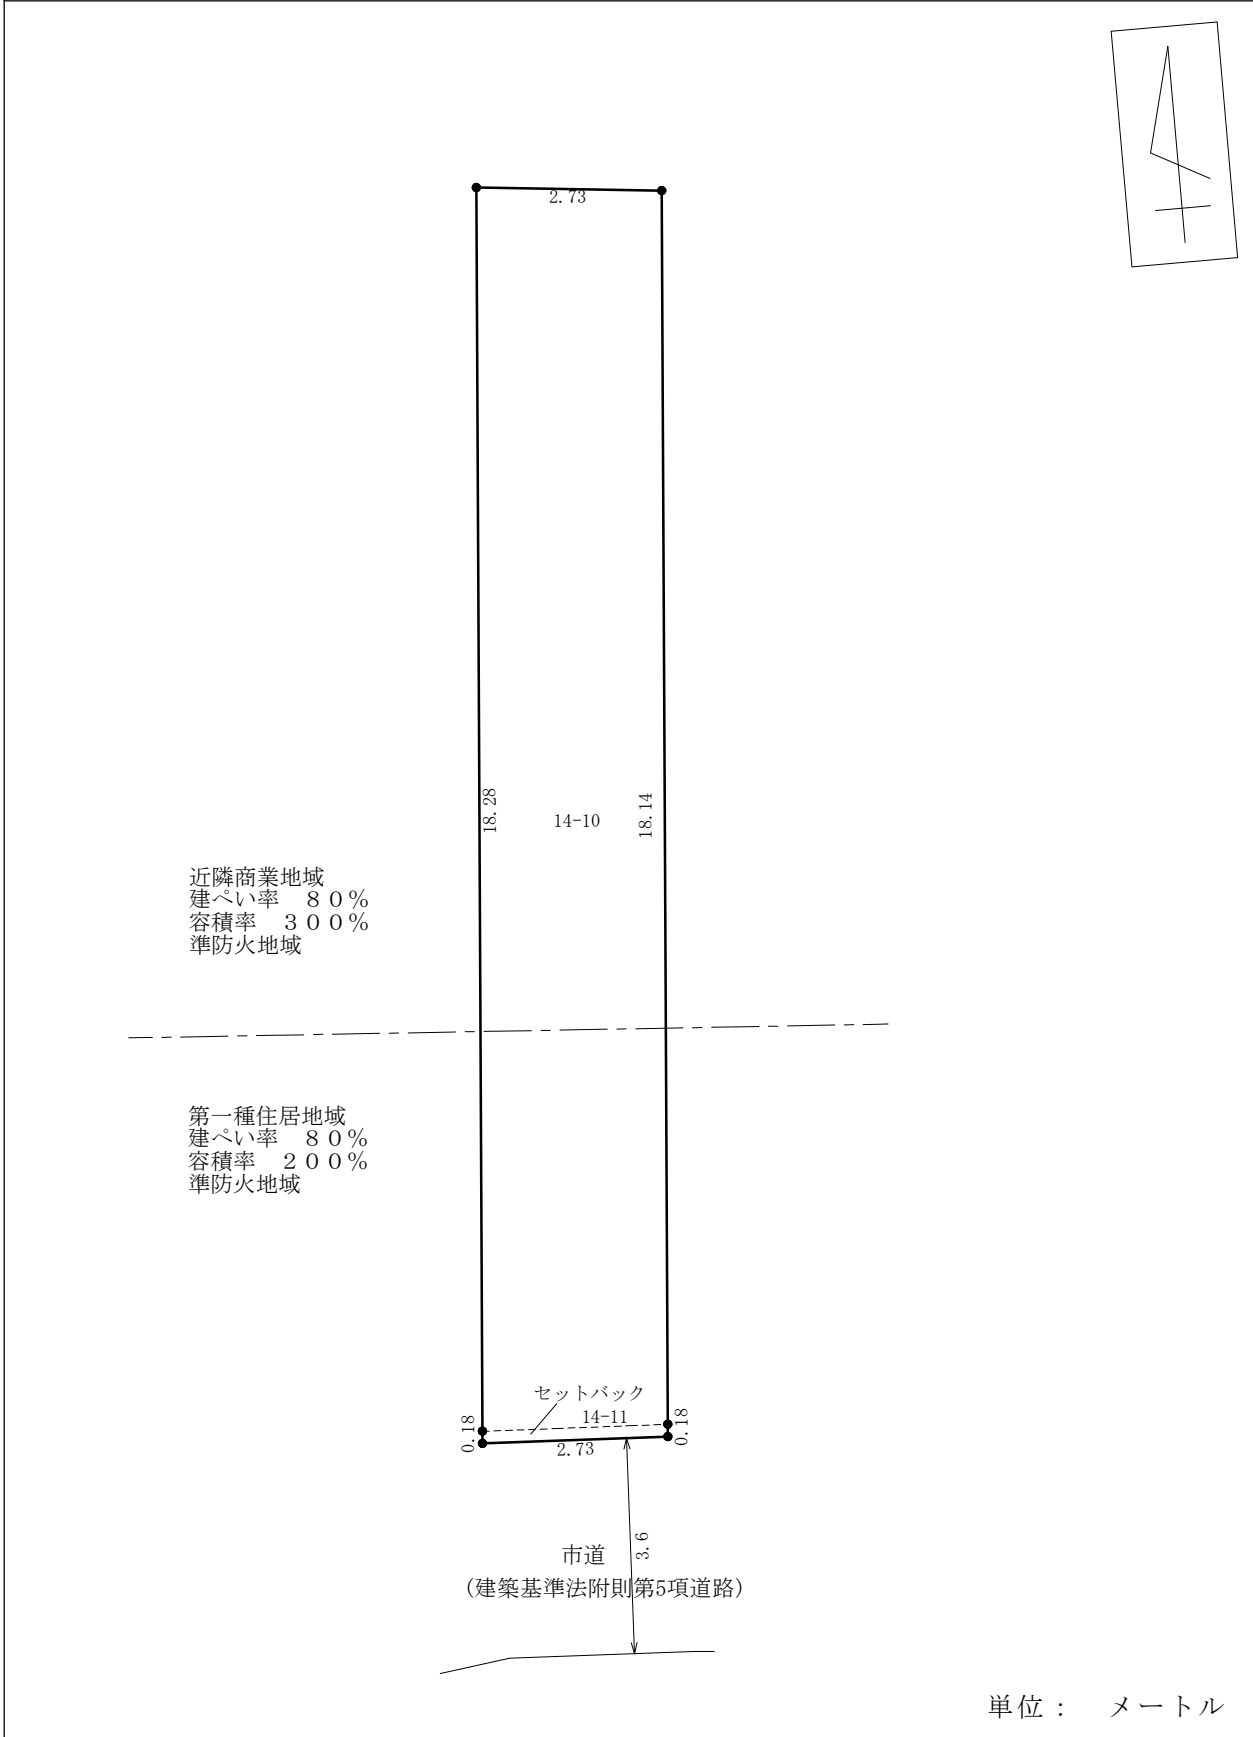 2.73
18.28
14-10
18.14
近隣商業地域
建ぺい率　８０％
容積率　３００％
準防火地域
第一種住居地域
建ぺい率　８０％
容積率　２００％
準防火地域
セットバック
14-11
0.18
0.18
2.73
市道
3.6
(建築基準法附則第5項道路)
単位：　メートル